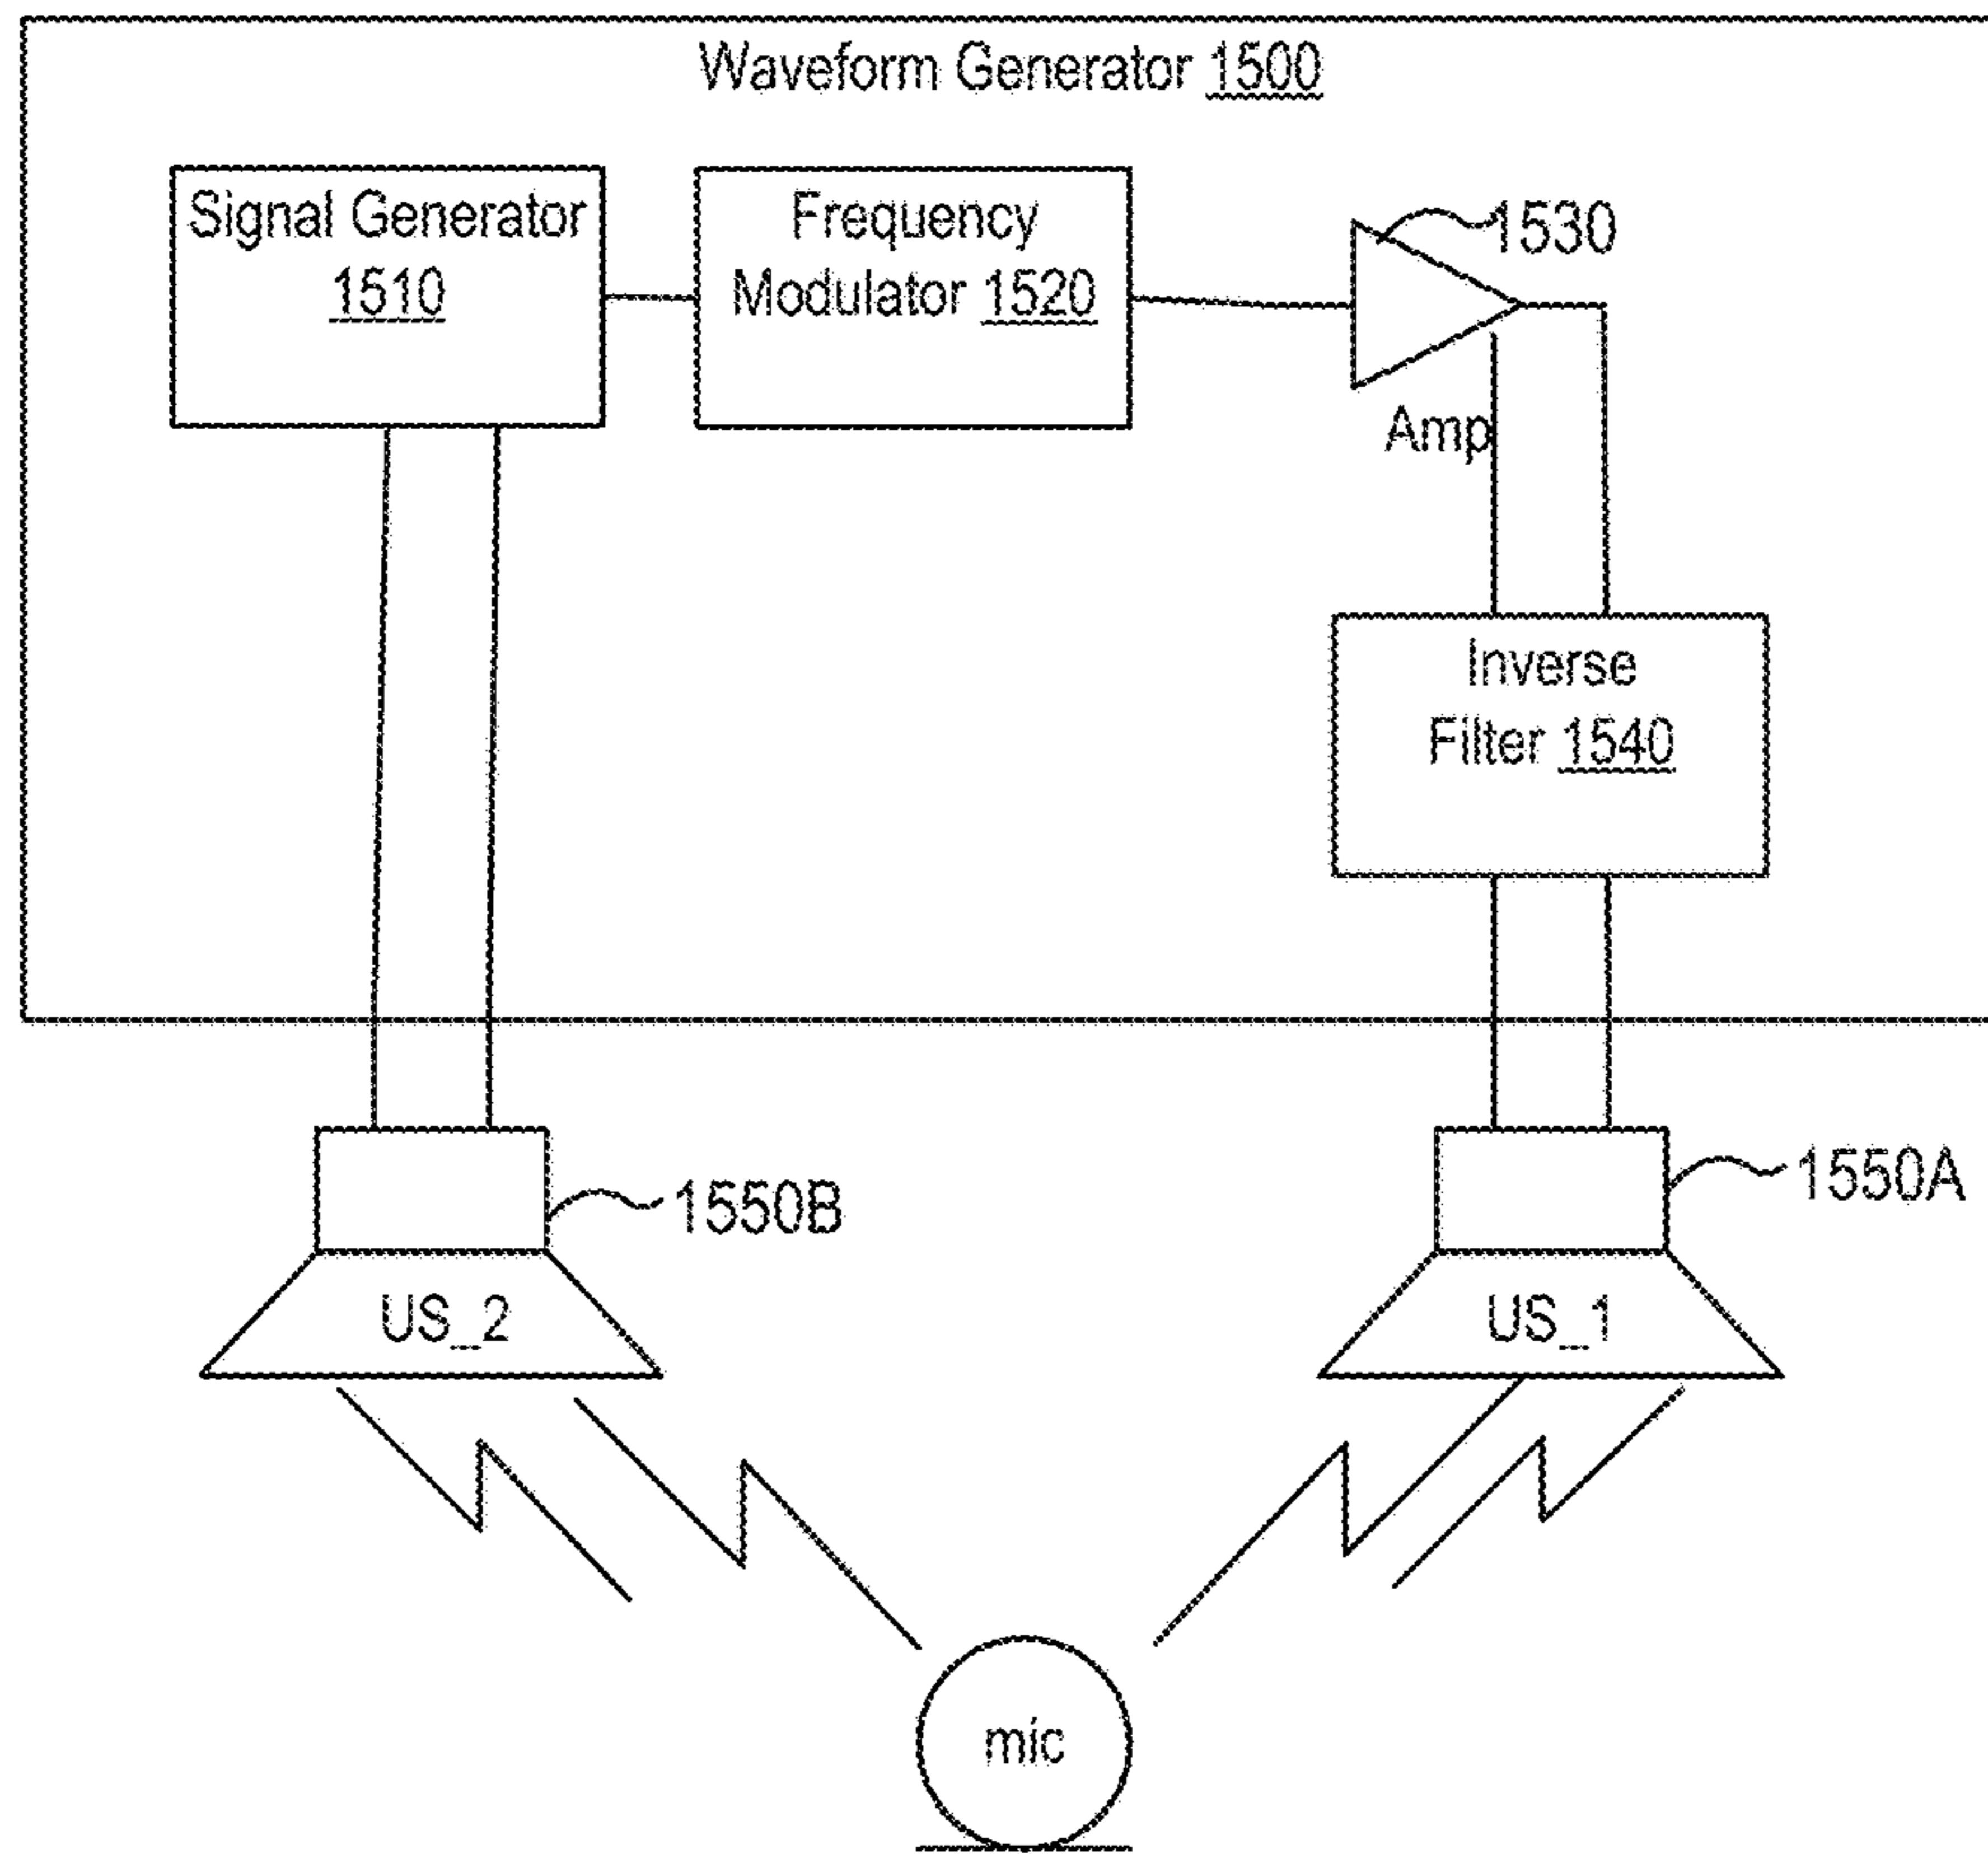 Waveform Generator 1500
Signal Generator
1510
Frequency
Modulator 1520
1530
Amp
Inverse
Filter 1540
1550B
1550A
US_2
US_1
mic